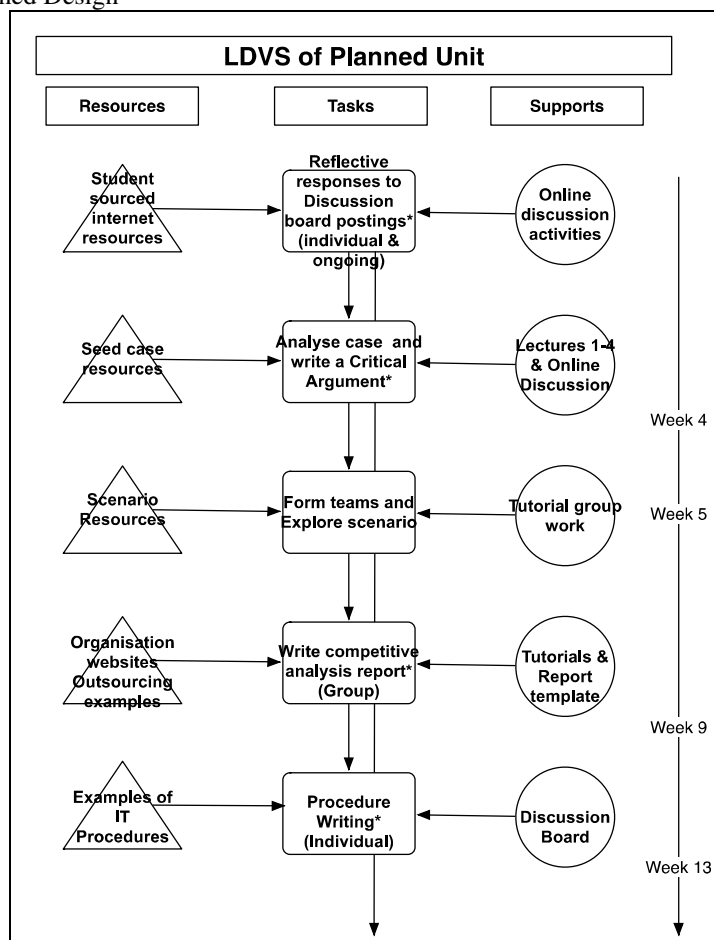 ned Design
LDVS of Planned Unit
Resources
Tasks
Supports
Student
sourced
internet
resources
Reflective
responses to
Discussion
board postings*
(individual &
ongoing)
Online
discussion
activities
Seed case
resources
Analyse case and
write a Critical
Argument*
Lectures 1-4
& Online
Discussion
Week 4
Scenario
Resources
Form teams and
Explore scenario
Tutorial group
work
Week 5
Organisation
websites
Outsourcing
examples
Write competitive
analysis report*
(Group)
Tutorials &
Report
template
Week 9
Examples of
IT
Procedures
Procedure
Writing*
(Individual)
Discussion
Board
Week 13